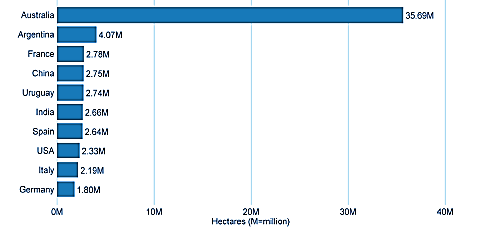 Australia 35.69M
Argentina 4.07M
France 2.78M
China 2.75M
Uruguay 2.74M
India 2.66M
Spain 2.64M
USA 2.33M
Italy 2.19M
Germany 1.80M
0M 10M 20M 30M 40M
Hectares (M=million)